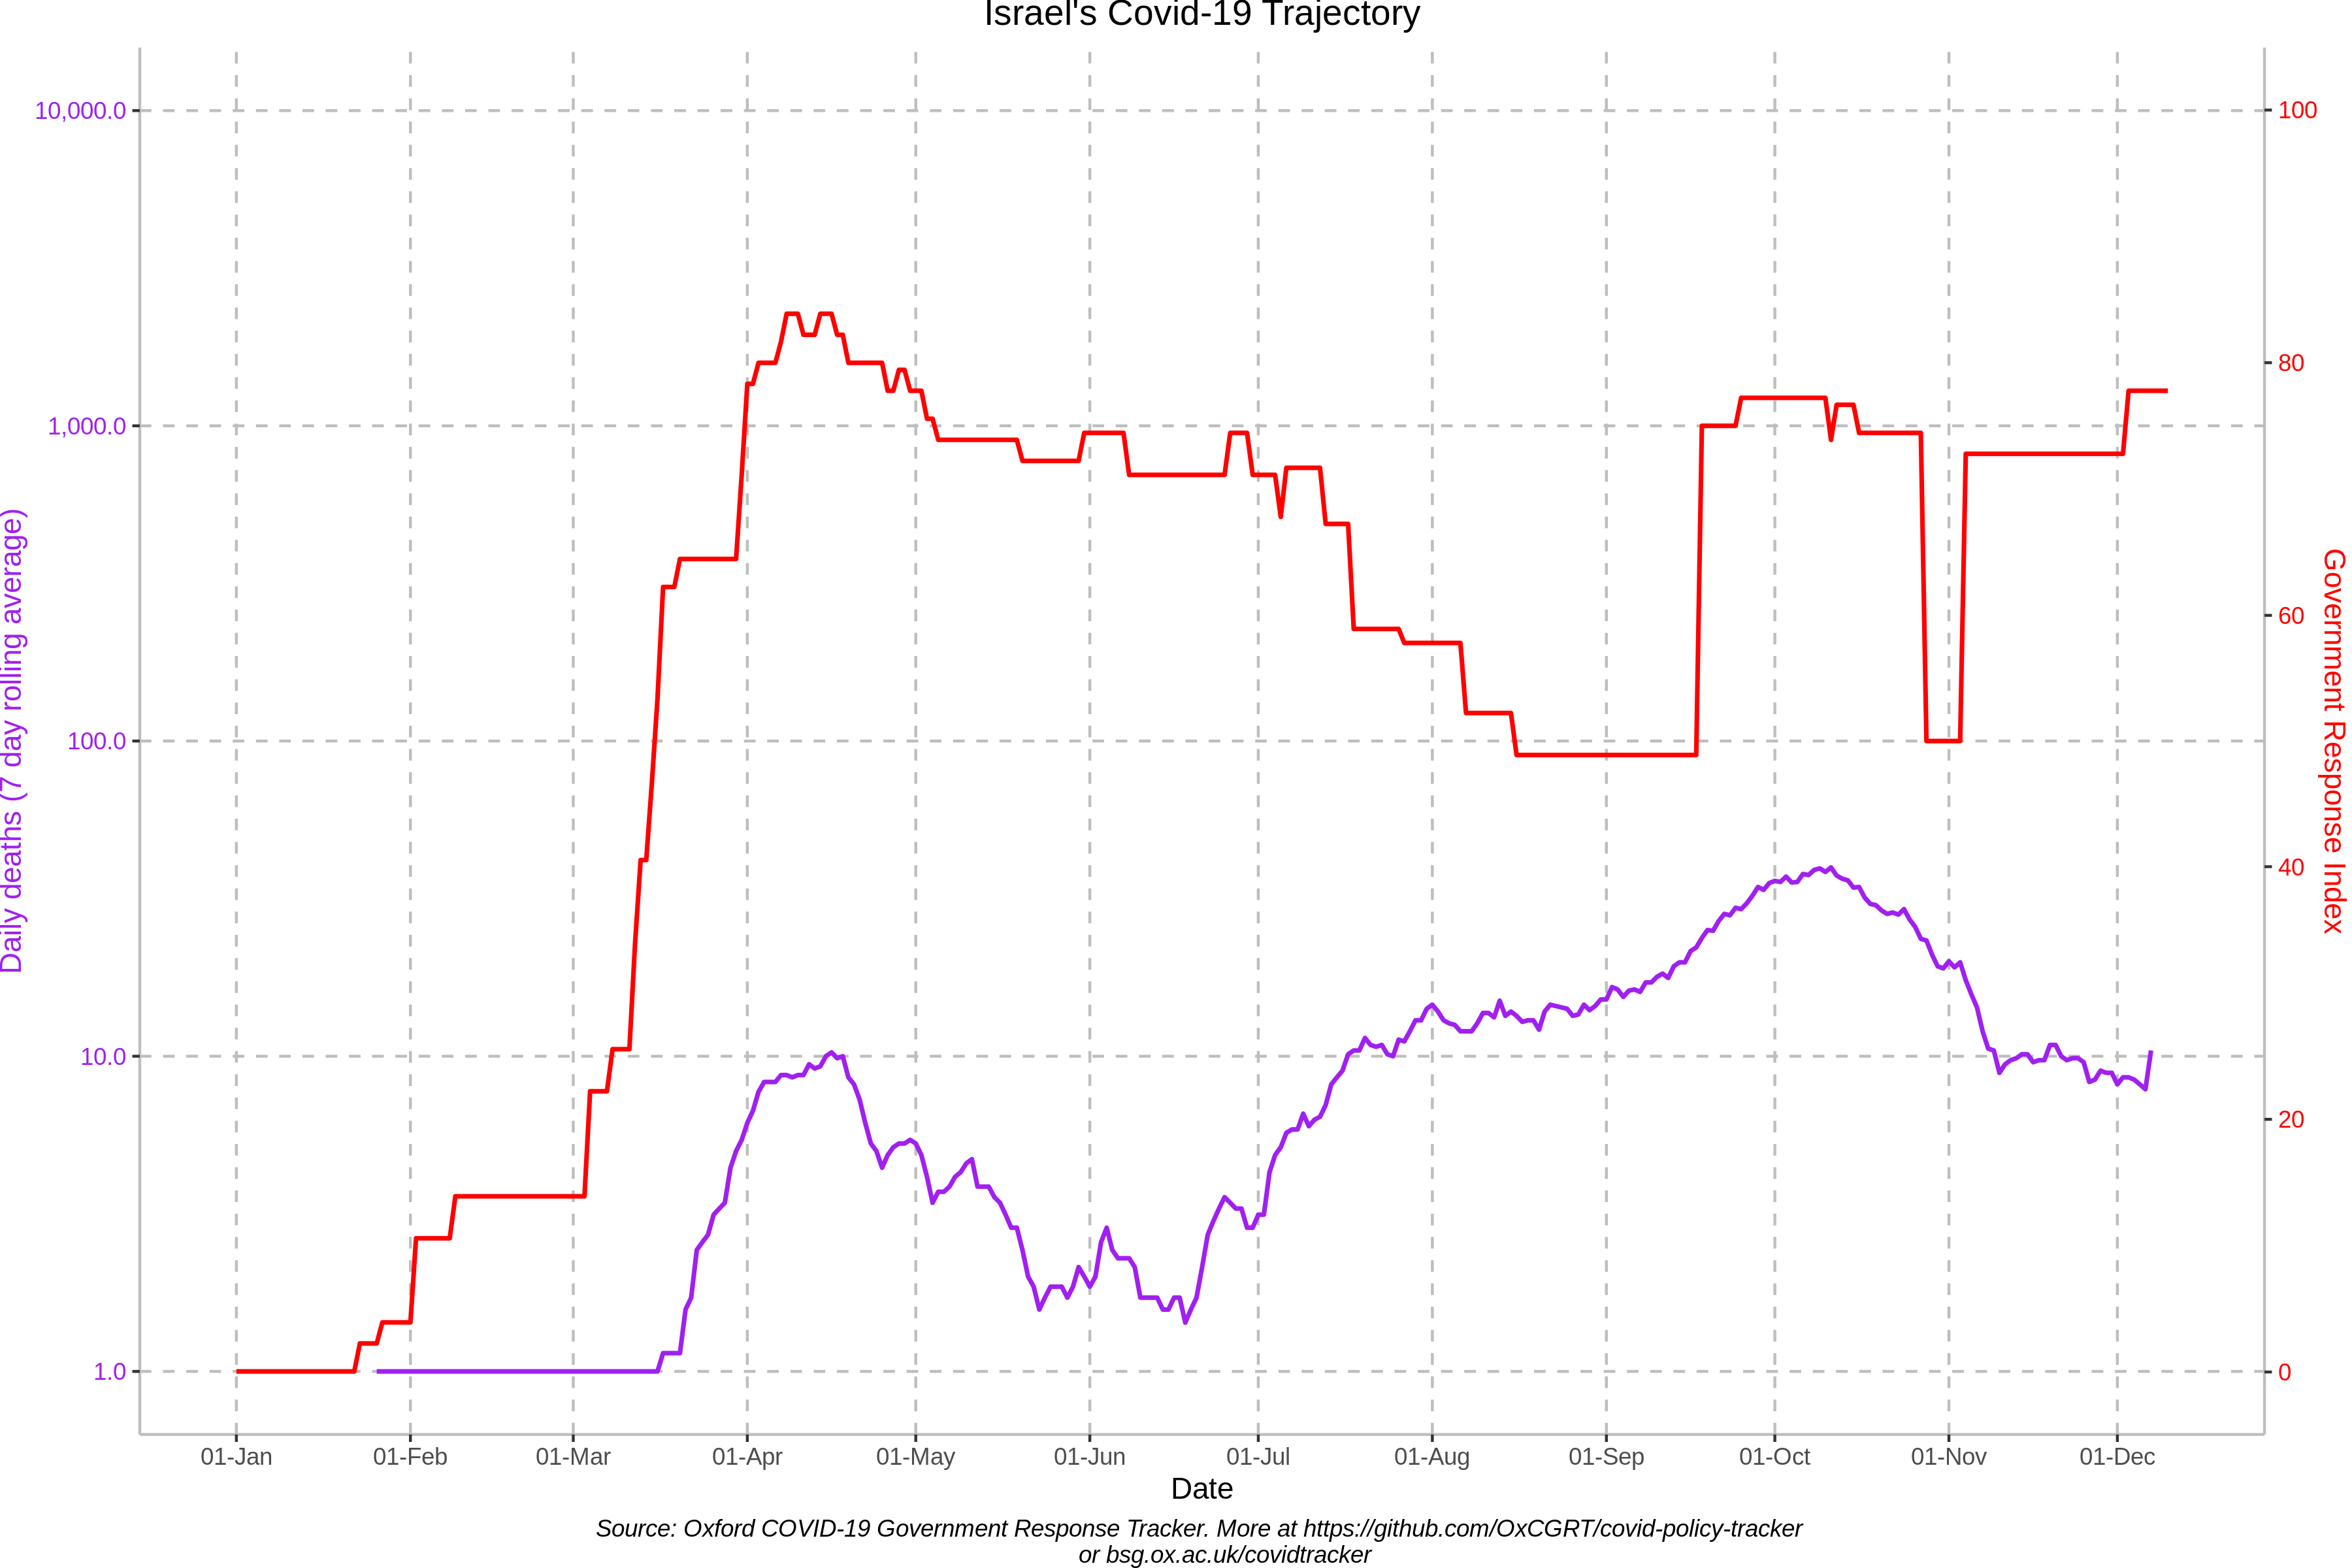 Israel's Covid-19 Trajectory
10,000.0
1,000.0
100.0
10.0
1.0
Daily deaths (7 day rolling average)
100
80
60
40
20
0
Government Response Index
01-Jan 01-Feb 01-Mar 01-Apr 01-May 01-Jun 01-Jul 01-Aug 01-Sep 01-Oct 01-Nov 01-Dec
Date
Source: Oxford COVID-19 Government Response Tracker. More at https://github.com/OxCGRT/covid-policy-tracker
or bsg.ox.ac.uk/covidtracker